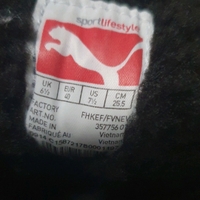 sportlifestyle
UK EUR US CM
6½ 40 7½ 25.5
FACTORY FHKEF/FVNEV
ART.NO. 357756 0
MADE IN Vietnam
FABRIQUÉ AU Vietnam